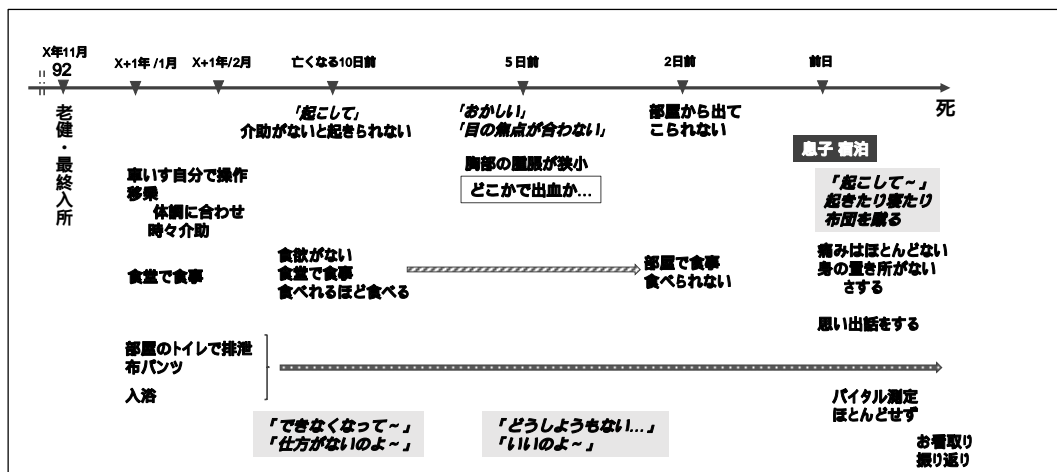 X年11月
92
X+1年/1月
X+1年/2月
亡くなる10日前
5日前
2日前
前日
死
老健・最終入所
「起こして」
介助がないと起きられない
「おかしい」
「目の焦点が合わない」
部屋から出て
こられない
胸部の腫脹が狭小
どこかで出血か…
息子 宿泊
車いす自分で操作
移乗
体調に合わせ
時々介助
「起こして～」
起きたり寝たり
布団を蹴る
食堂で食事
食欲がない
食堂で食事
食べれるほど食べる
部屋で食事
食べられない
痛みはほとんどない
身の置き所がない
さする
思い出話をする
部屋のトイレで排泄
布パンツ
入浴
バイタル測定
ほとんどせず
「できなくなって～」
「仕方がないのよ～」
「どうしようもない…」
「いいのよ～」
お看取り
振り返り